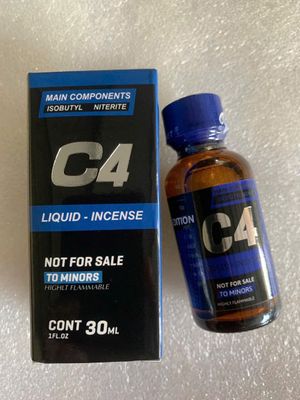 MAIN COMPONENTS
ISOBUTYL NITERITE
C4
LIQUID - INCENSE
NOT FOR SALE
TO MINORS
HIGHLT FLAMMABLE
CONT 30ML
1FL.OZ
DITION
C4
NOT FOR SALE
TO MINORS
HIGHLY FLAMMABLE